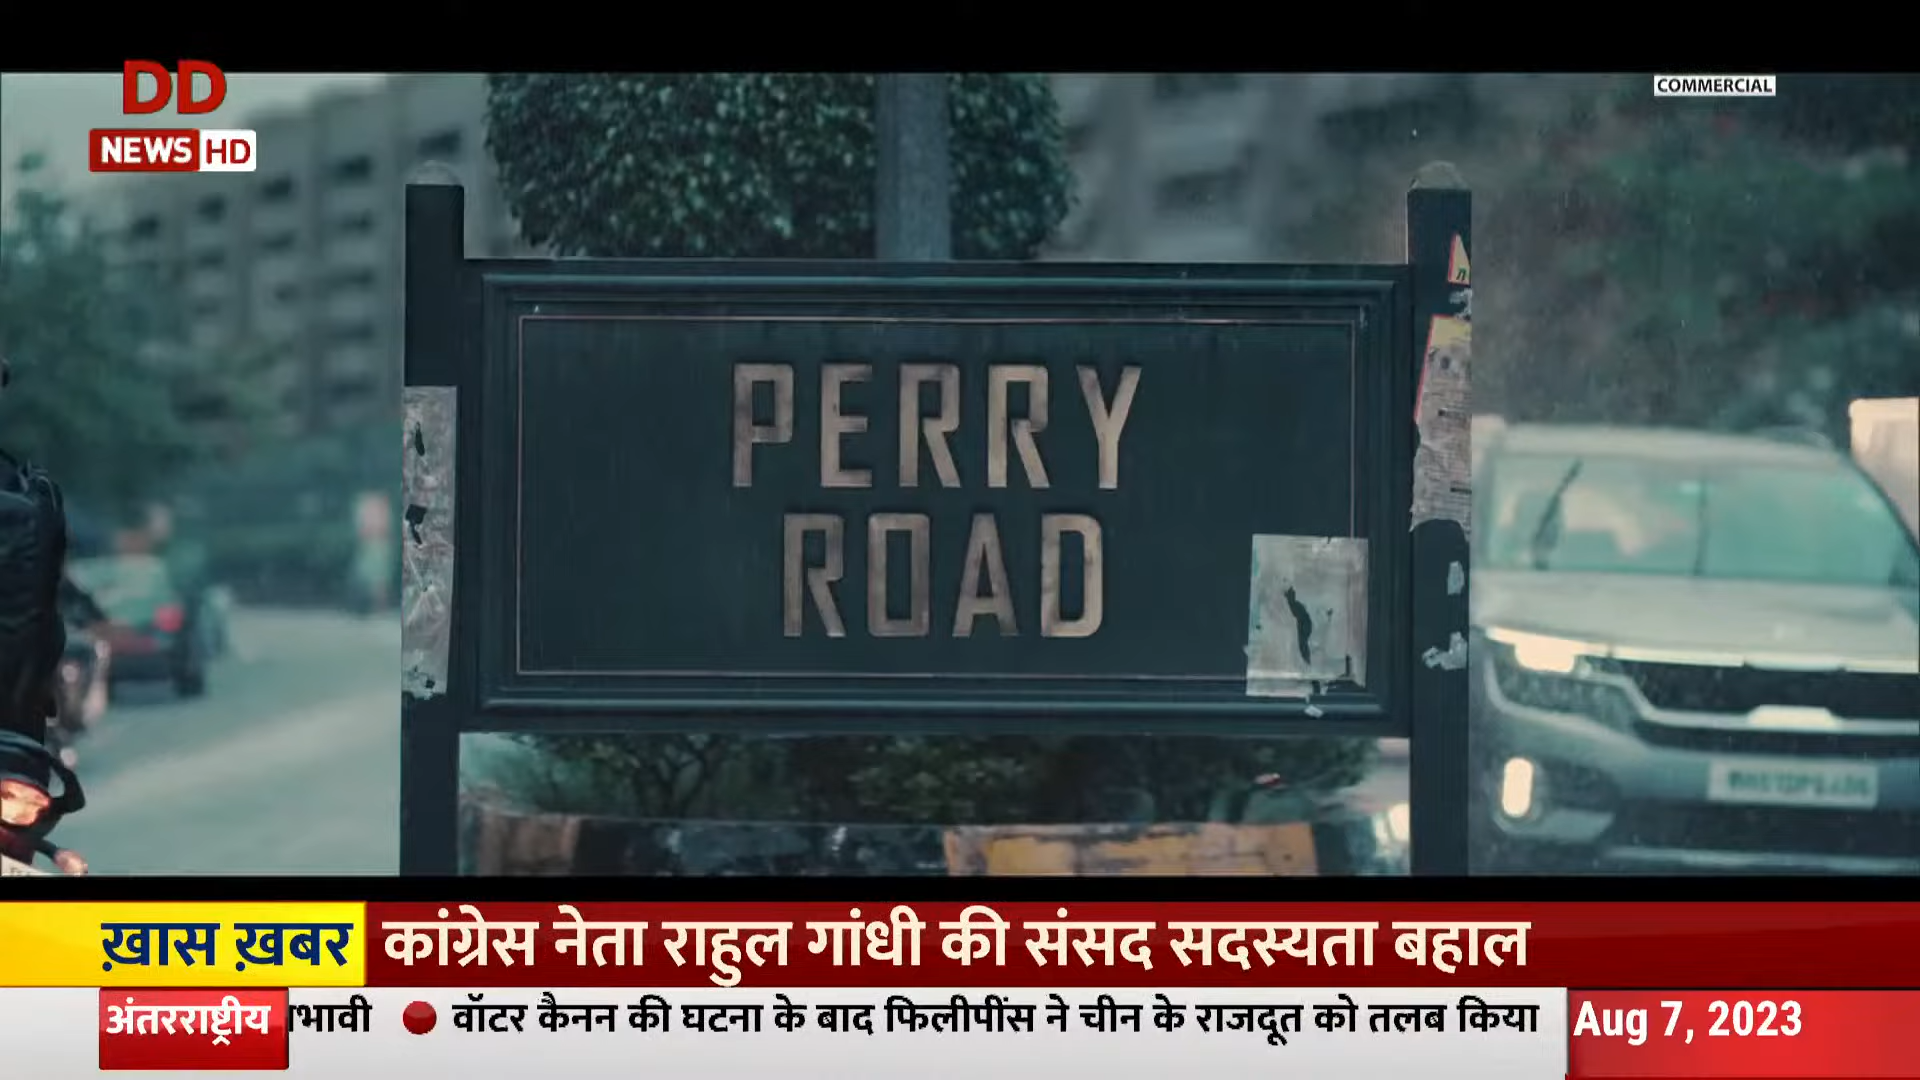 DD
NEWS HD
COMMERCIAL
PERRY
ROAD
ख़ास ख़बर
कांग्रेस नेता राहुल गांधी की संसद सदस्यता बहाल
अंतरराष्ट्रीय
वॉटर कैनन की घटना के बाद फिलीपींस ने चीन के राजदूत को तलब किया
Aug 7, 2023